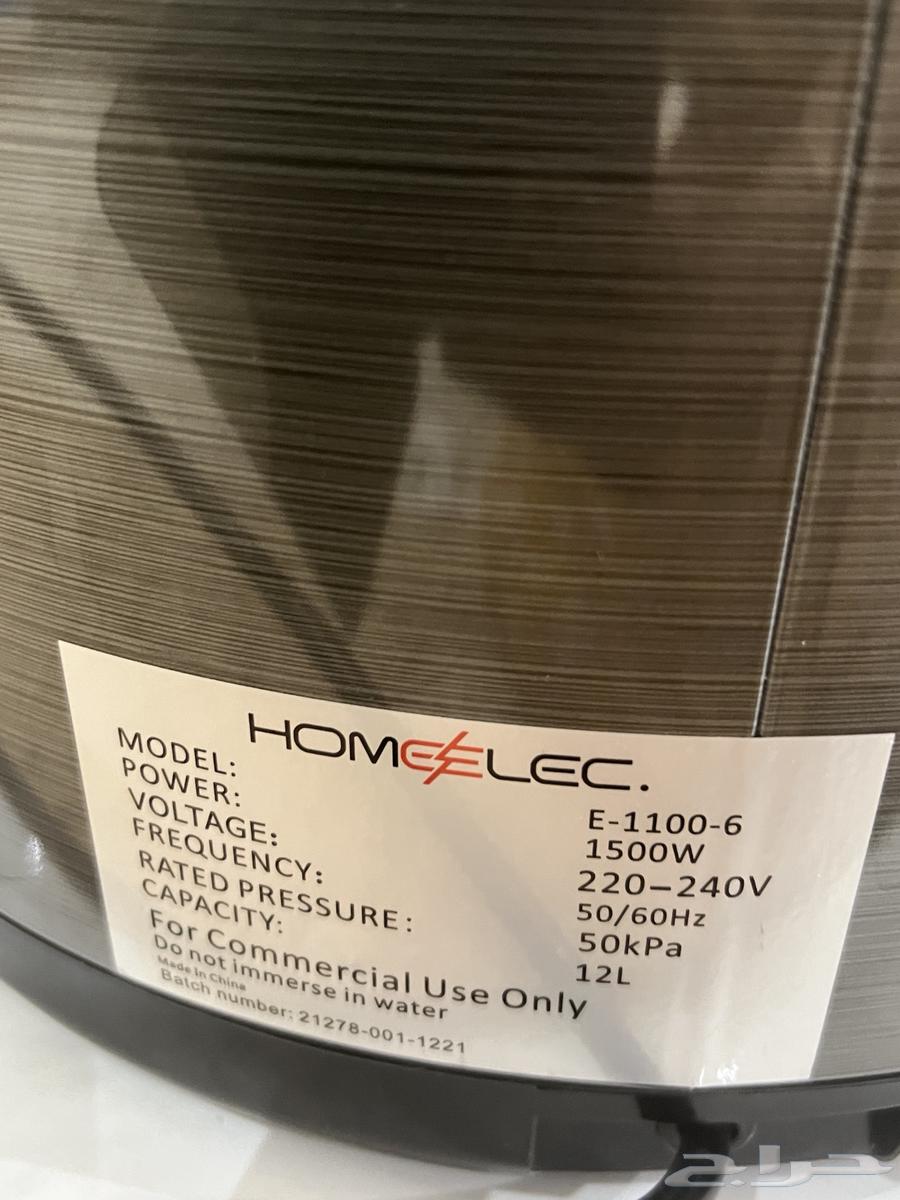 HOMEELEC.
MODEL: E-1100-6
POWER: 1500W
VOLTAGE: 220–240V
FREQUENCY: 50/60Hz
RATED PRESSURE: 50kPa
CAPACITY: 12L
For Commercial Use Only
Do not immerse in water
Made In China
Batch number: 21278-001-1221
حراج